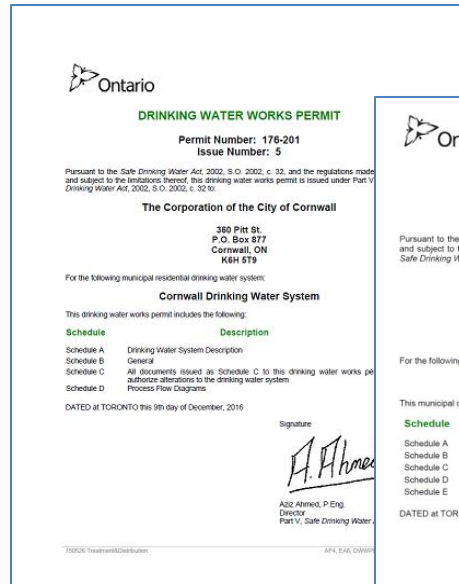 Ontario
DRINKING WATER WORKS PERMIT
Permit Number: 176-201
Issue Number: 5
Pursuant to the Safe Drinking Water Act, 2002, S.O. 2002, c. 32, and the regulations made
and subject to the limitations thereof, this drinking water works permit is issued under Part V
Drinking Water Act, 2002, S.O. 2002, c. 32 to:
The Corporation of the City of Cornwall
360 Pitt St.
P.O. Box 877
Cornwall, ON
K6H 5T9
For the following municipal residential drinking water system:
Cornwall Drinking Water System
This drinking water works permit includes the following:
Schedule Description
Schedule A Drinking Water System Description
Schedule B General
Schedule C All documents issued as Schedule C to this drinking water works pe
authorize alterations to the drinking water system
Schedule D Process Flow Diagrams
DATED at TORONTO this 9th day of December, 2016
Signature
A. Ahmed
Aziz Ahmed, P.Eng.
Director
Part V, Safe Drinking Water
Or
Pursuant to the
and subject to
Safe Drinking W
For the following
This municipal
Schedule
Schedule A
Schedule B
Schedule C
Schedule D
Schedule E
DATED at TOR